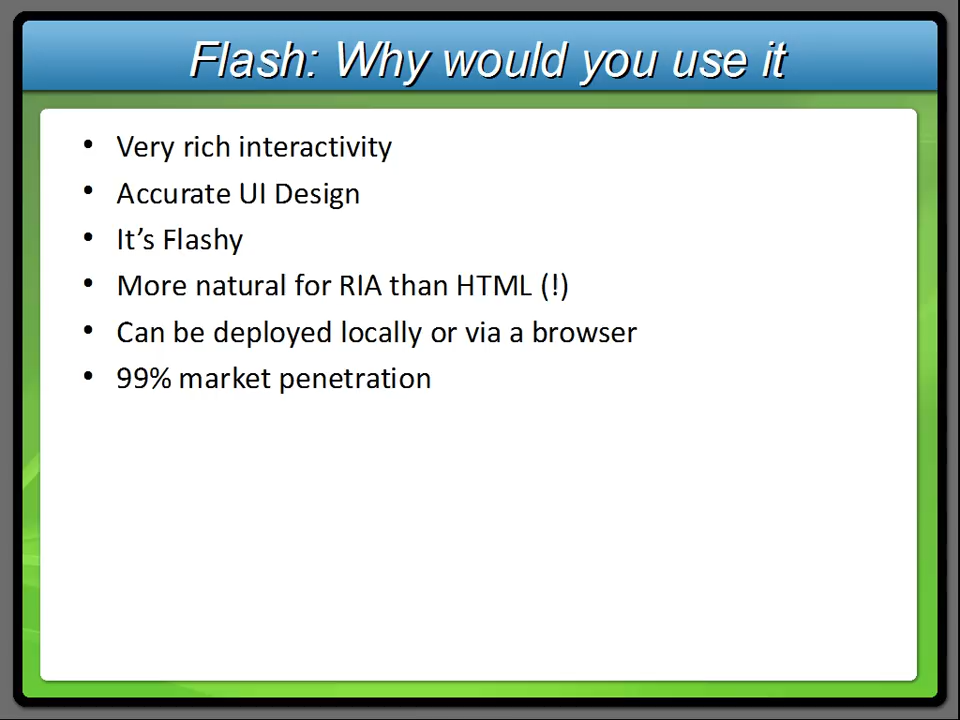 Flash: Why would you use it
• Very rich interactivity
• Accurate UI Design
• It’s Flashy
• More natural for RIA than HTML (!)
• Can be deployed locally or via a browser
• 99% market penetration